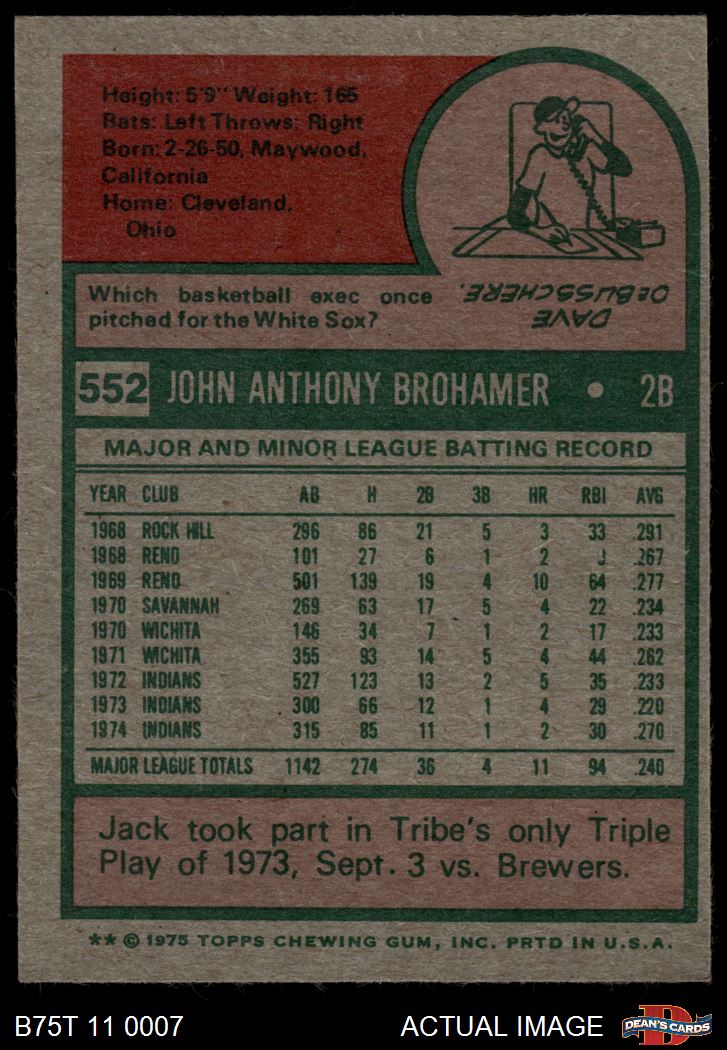 Height: 5'9" Weight: 165
Bats: Left Throws: Right
Born: 2-26-50, Maywood,
California
Home: Cleveland,
Ohio
Which basketball exec once
pitched for the White Sox?
DAVE
DeBUSSCHERE.
552 JOHN ANTHONY BROHAMER • 2B
MAJOR AND MINOR LEAGUE BATTING RECORD
YEAR CLUB AB H 2B 3B HR RBI AVG
1968 ROCK HILL 296 86 21 5 3 33 .291
1968 RENO 101 27 6 1 2 .267
1969 RENO 501 139 19 4 10 64 .277
1970 SAVANNAH 269 63 17 5 4 22 .234
1970 WICHITA 146 34 7 1 2 17 .233
1971 WICHITA 355 93 14 5 4 44 .262
1972 INDIANS 527 123 13 2 5 35 .233
1973 INDIANS 300 66 12 1 4 29 .220
1974 INDIANS 315 85 11 1 2 30 .270
MAJOR LEAGUE TOTALS 1142 274 36 4 11 94 .240
Jack took part in Tribe's only Triple
Play of 1973, Sept. 3 vs. Brewers.
** © 1975 TOPPS CHEWING GUM, INC. PRTD IN U.S.A.
B75T 11 0007 ACTUAL IMAGE DEAN'S CARDS